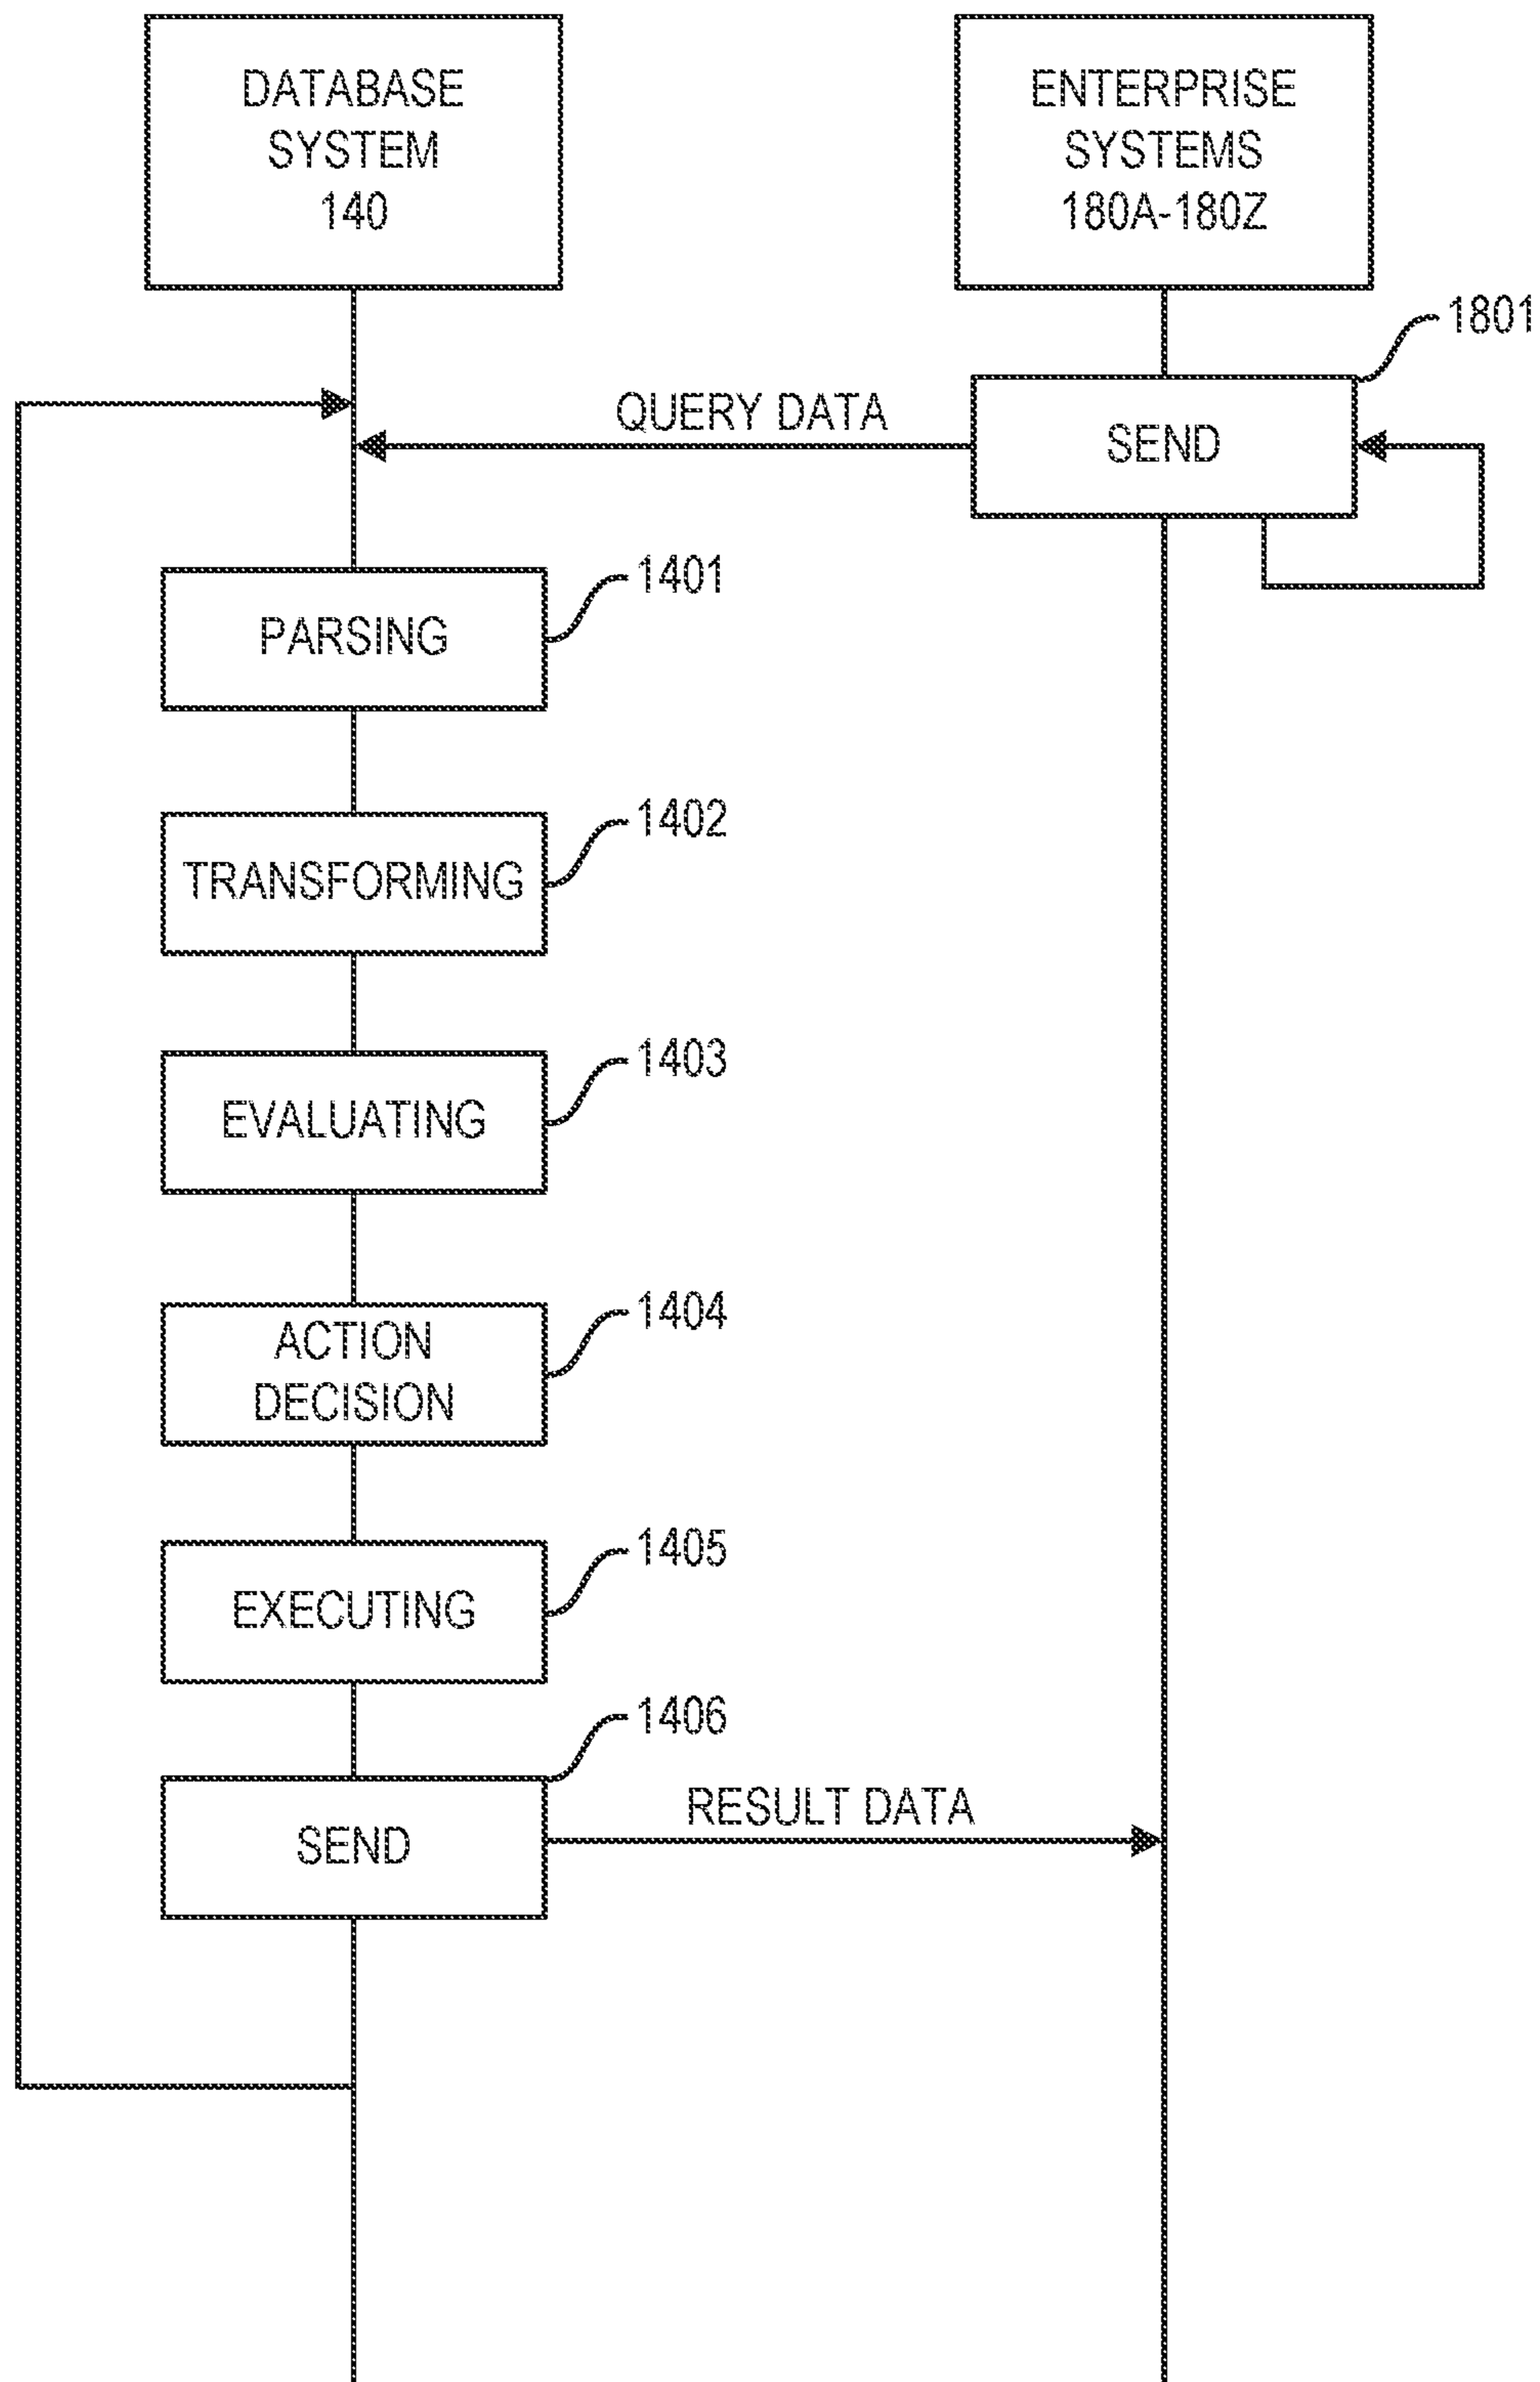 DATABASE
SYSTEM
140
ENTERPRISE
SYSTEMS
180A-180Z
1801
QUERY DATA
SEND
1401
PARSING
1402
TRANSFORMING
1403
EVALUATING
1404
ACTION
DECISION
1405
EXECUTING
1406
RESULT DATA
SEND